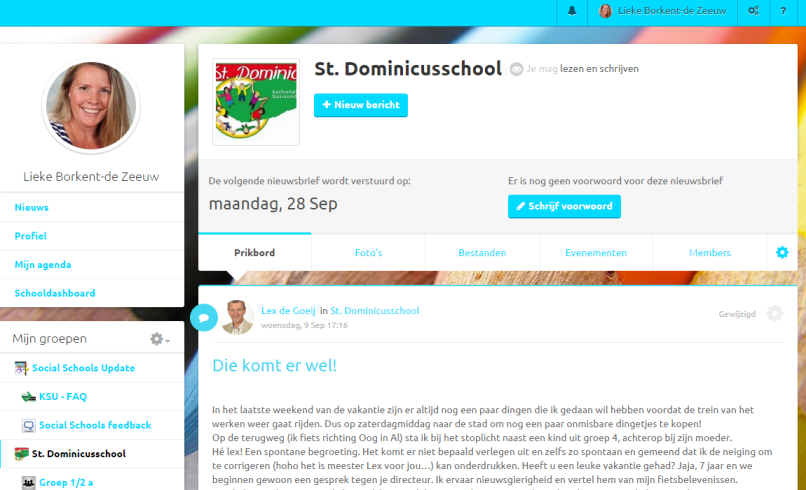 Lieke Borkent-de Zeeuw
?
St. Dominic
katholieke
St. Dominicusschool Je mag lezen en schrijven
+ Nieuw bericht
Lieke Borkent-de Zeeuw
De volgende nieuwsbrief wordt verstuurd op:
maandag, 28 Sep
Er is nog geen voorwoord voor deze nieuwsbrief
Schrijf voorwoord
Nieuws
Profiel
Mijn agenda
Schooldashboard
Prikbord Foto's Bestanden Evenementen Members
Mijn groepen
Social Schools Update
KSU - FAQ
Social Schools feedback
St. Dominicusschool
Groep 1/2 a
Lex de Goeij in St. Dominicusschool
woensdag, 9 Sep 17:16
Gewijzigd
Die komt er wel!
In het laatste weekend van de vakantie zijn er altijd nog een paar dingen die ik gedaan wil hebben voordat de trein van het
werken weer gaat rijden. Dus op zaterdagmiddag naar de stad om nog een paar onmisbare dingetjes te kopen!
Op de terugweg (ik fiets richting Oog in Al) sta ik bij het stoplicht naast een kind uit groep 4, achterop bij zijn moeder.
Hé lex! Een spontane begroeting. Het komt er niet bepaald verlegen uit en zelfs zo spontaan en gemeend dat ik de neiging om
te corrigeren (hoho het is meester Lex voor jou...) kan onderdrukken. Heeft u een leuke vakantie gehad? Jaja, 7 jaar en we
beginnen gewoon een gesprek tegen je directeur. Ik ervaar nieuwsgierigheid en vertel hem van mijn fietsbelevenissen.